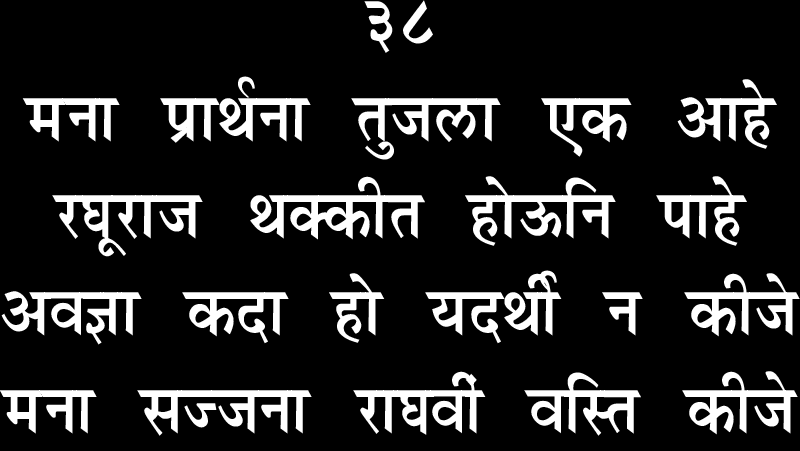 ३८
मना प्रार्थना तुजला एक आहे
रघूराज थक्कीत होऊनि पाहे
अवज्ञा कदा हो यदर्थी न कीजे
मना सज्जना राघवीं वस्ति कीजे